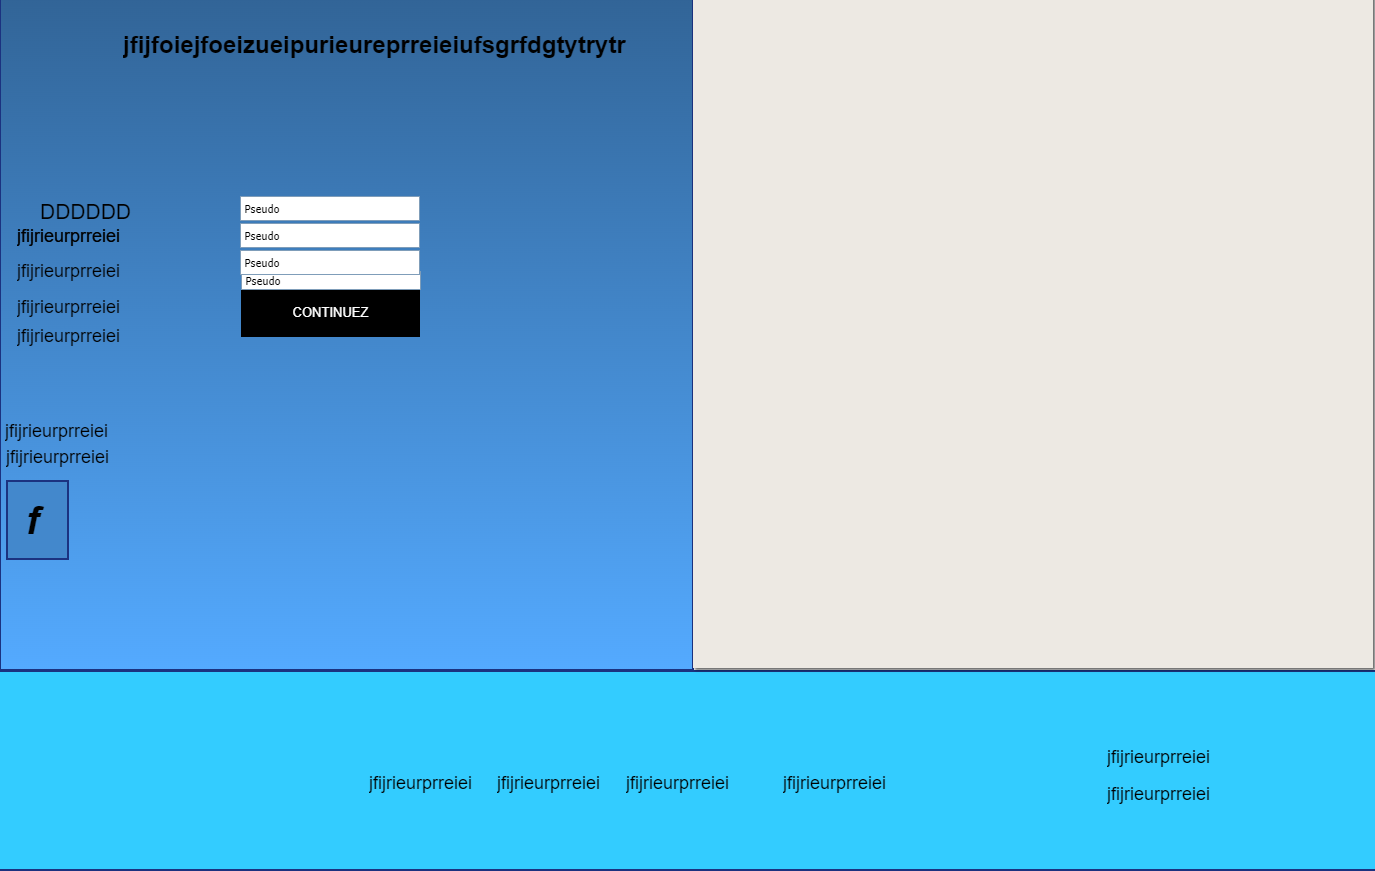 jfijfoiejfoeizueipurieureprreieiufsgrfdgtytrytr
DDDDDD
jfijrieurprreiei
jfijrieurprreiei
jfijrieurprreiei
jfijrieurprreiei
Pseudo
Pseudo
Pseudo
Pseudo
CONTINUEZ
jfijrieurprreiei
jfijrieurprreiei
f
jfijrieurprreiei jfijrieurprreiei jfijrieurprreiei jfijrieurprreiei
jfijrieurprreiei
jfijrieurprreiei